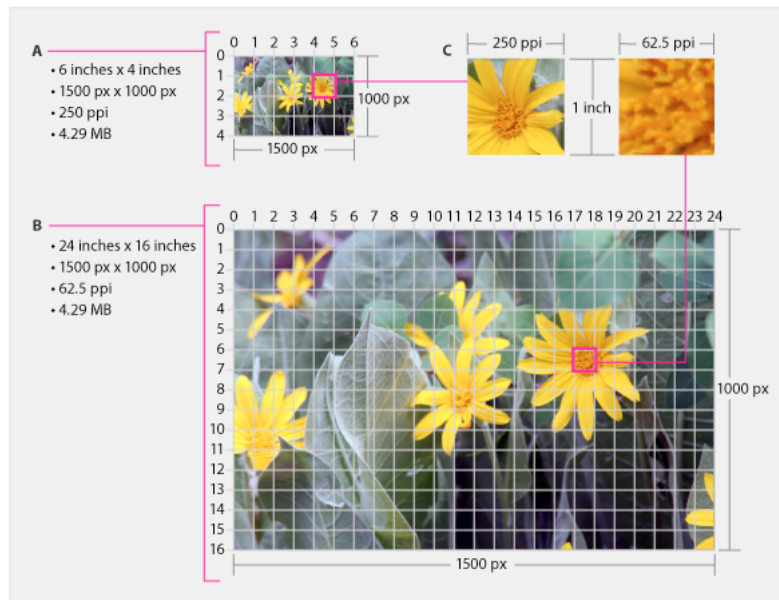 A
• 6 inches x 4 inches
• 1500 px x 1000 px
• 250 ppi
• 4.29 MB
0 1 2 3 4 5 6
0
1
2
3
4
1000 px
1500 px
C
250 ppi
62.5 ppi
1 inch
B
• 24 inches x 16 inches
• 1500 px x 1000 px
• 62.5 ppi
• 4.29 MB
0 1 2 3 4 5 6 7 8 9 10 11 12 13 14 15 16 17 18 19 20 21 22 23 24
0
1
2
3
4
5
6
7
8
9
10
11
12
13
14
15
16
1000 px
1500 px